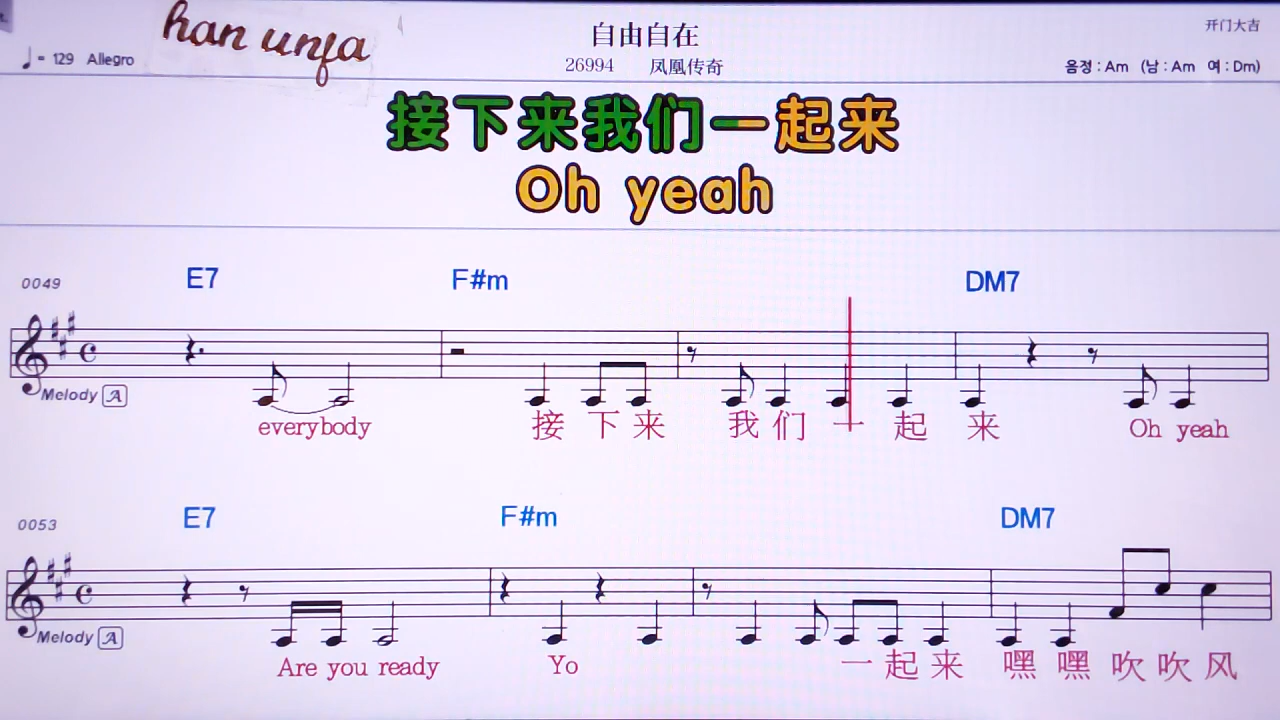 han unfa
自由自在
开门大吉
♩= 129 Allegro
26994 凤凰传奇
음정 : Am (남 : Am 여 : Dm)
接下来我们一起来
Oh yeah
0049 E7 F#m DM7
Melody A
everybody 接 下 来 我 们 一 起 来 Oh yeah
0053 E7 F#m DM7
Melody A
Are you ready Yo 一 起 来 嘿 嘿 吹 吹 风